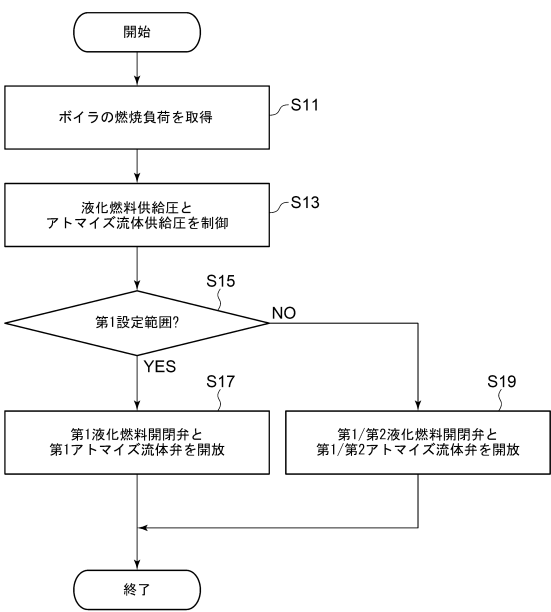 開始
ボイラの燃焼負荷を取得
S11
液化燃料供給圧と
アトマイズ流体供給圧を制御
S13
S15
第1設定範囲?
NO
YES
S17
第1液化燃料開閉弁と
第1アトマイズ流体弁を開放
S19
第1/第2液化燃料開閉弁と
第1/第2アトマイズ流体弁を開放
終了